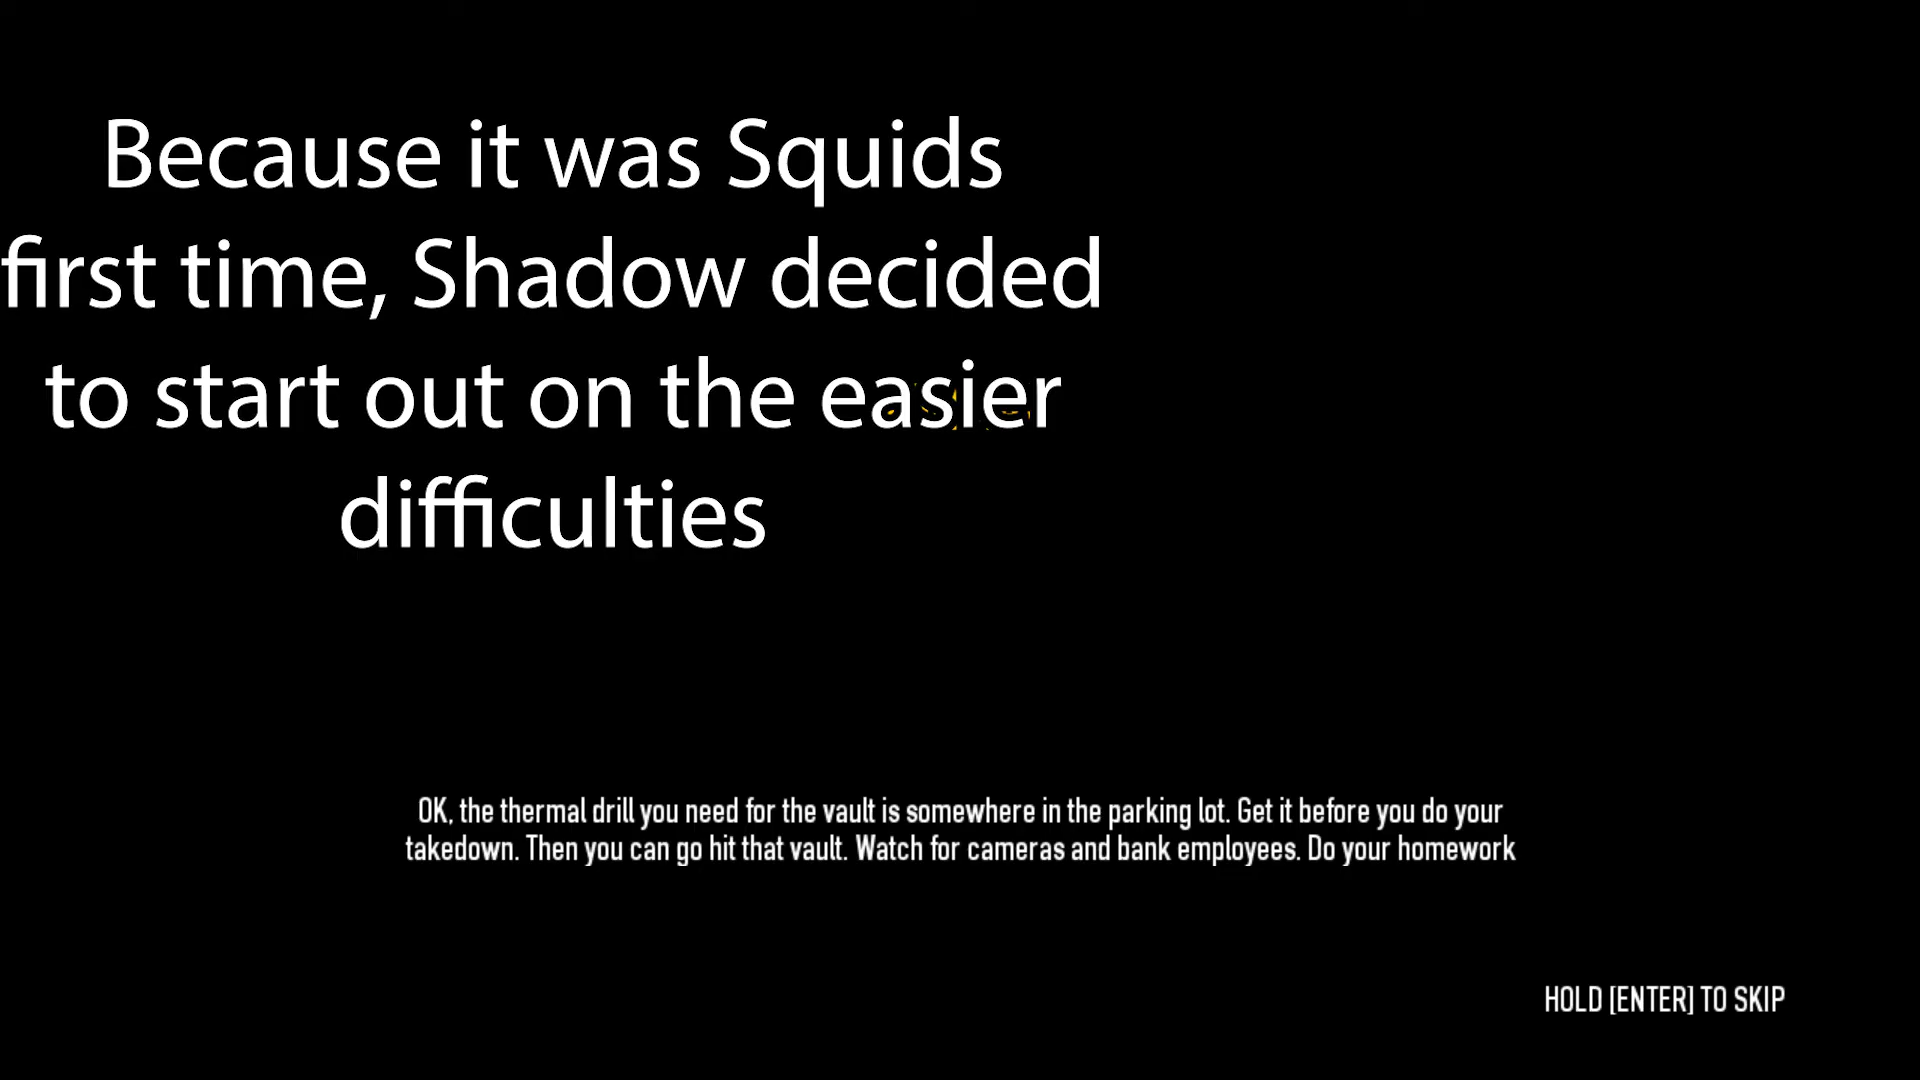 Because it was Squids
first time, Shadow decided
to start out on the easier
difficulties
OK, the thermal drill you need for the vault is somewhere in the parking lot. Get it before you do your
takedown. Then you can go hit that vault. Watch for cameras and bank employees. Do your homework
HOLD [ENTER] TO SKIP